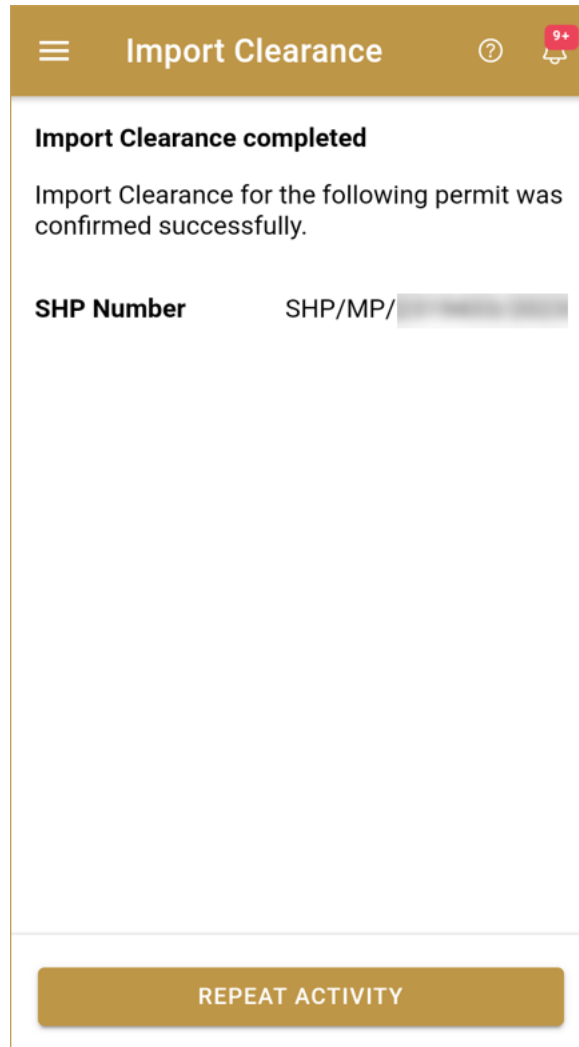 Import Clearance
9+
Import Clearance completed
Import Clearance for the following permit was
confirmed successfully.
SHP Number SHP/MP/
REPEAT ACTIVITY